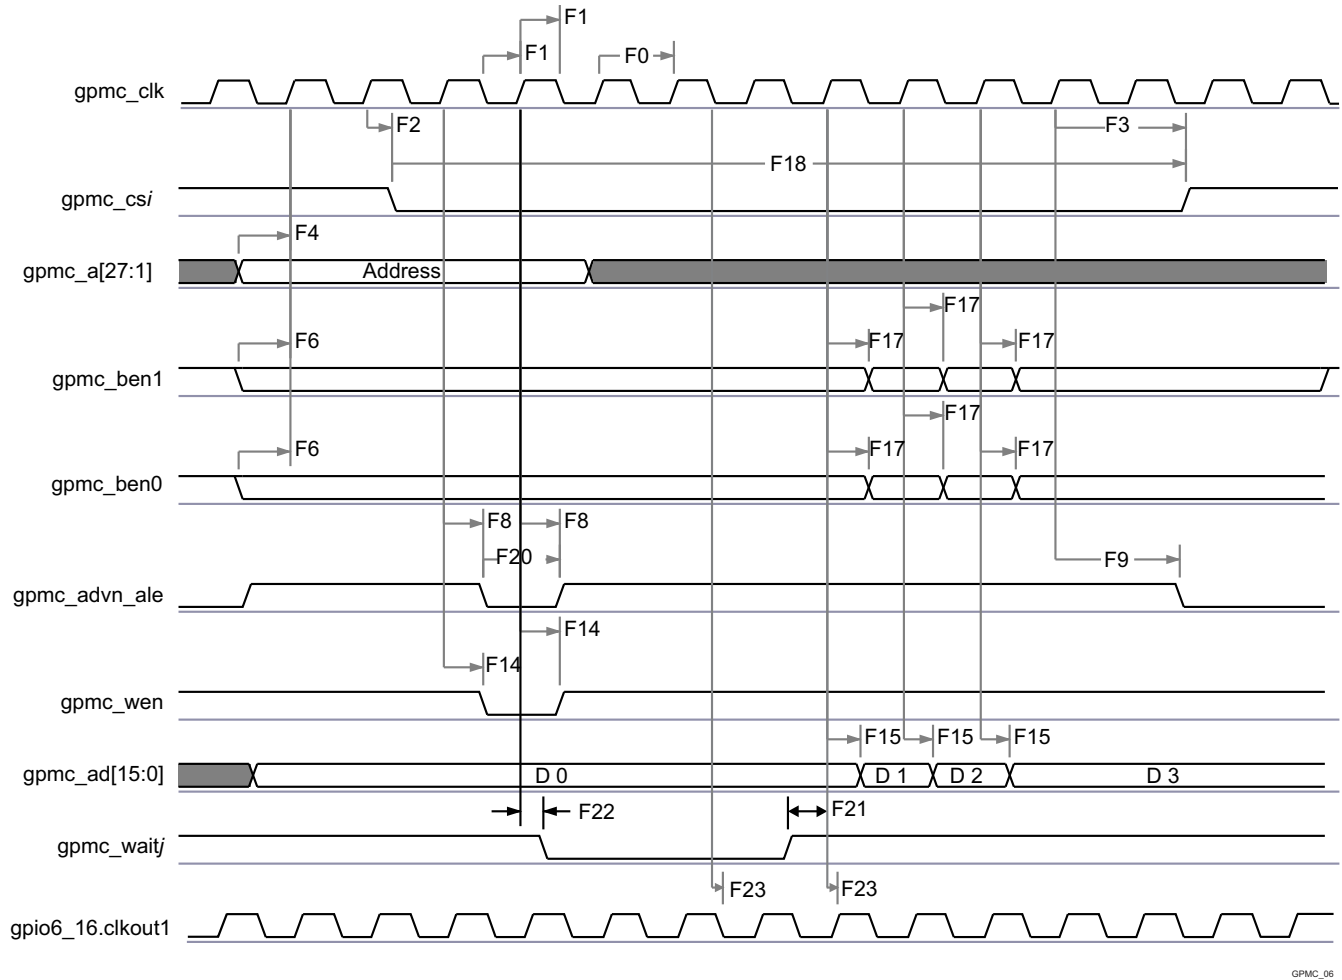 F1
F1
F0
gpmc_clk
F2
F3
F18
gpmc_csi
F4
gpmc_a[27:1]
Address
F17
F6
F17
F17
gpmc_ben1
F17
F6
F17
F17
gpmc_ben0
F8
F8
F20
F9
gpmc_advn_ale
F14
F14
gpmc_wen
F15
F15
F15
gpmc_ad[15:0]
D 0
D 1
D 2
D 3
F22
F21
gpmc_waitj
F23
F23
gpio6_16.clkout1
GPMC_06